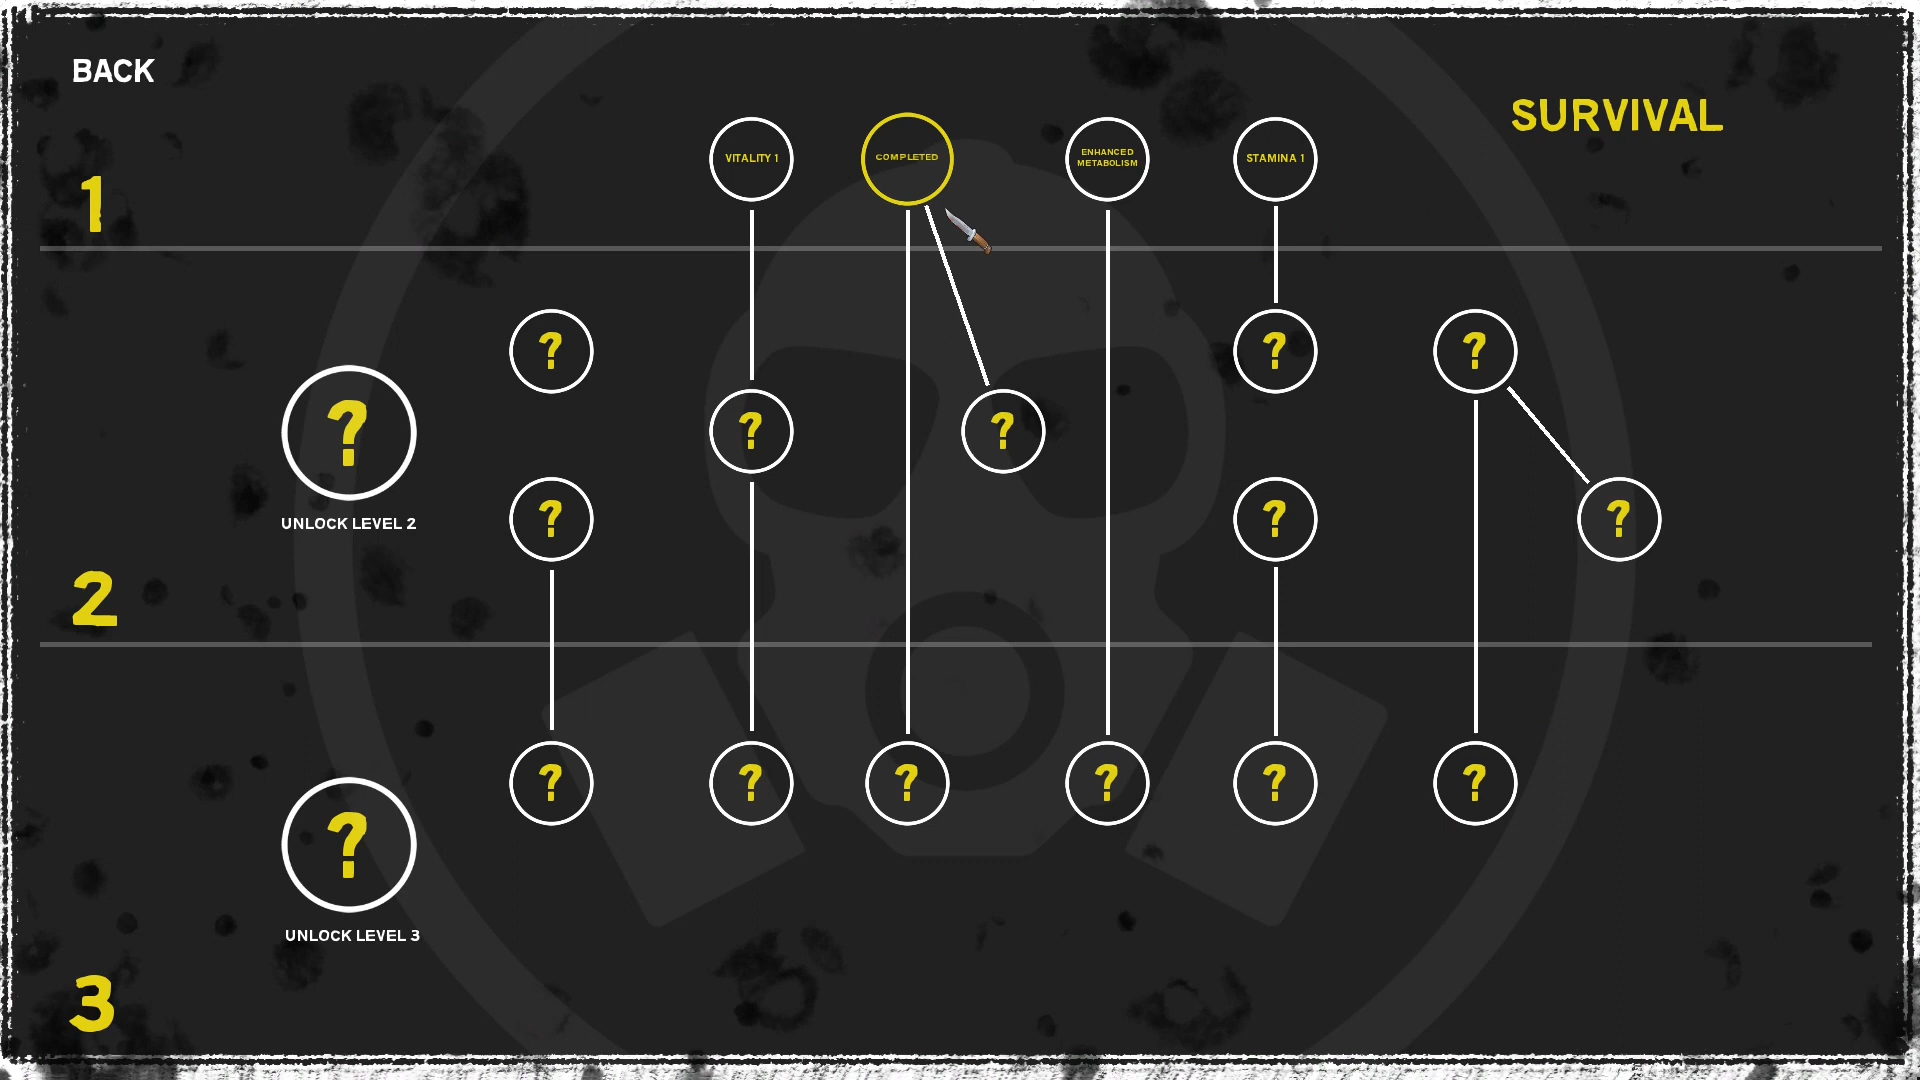 BACK
SURVIVAL
VITALITY 1
COMPLETED
ENHANCED
METABOLISM
STAMINA 1
1
?
?
?
?
?
?
UNLOCK LEVEL 2
?
?
?
2
?
?
?
?
?
?
?
UNLOCK LEVEL 3
3